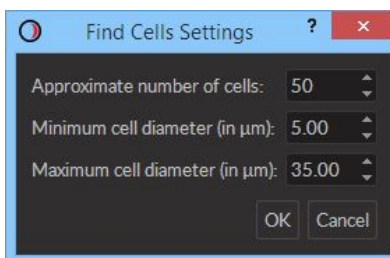 Find Cells Settings ? ×
Approximate number of cells: 50
Minimum cell diameter (in µm): 5.00
Maximum cell diameter (in µm): 35.00
OK Cancel